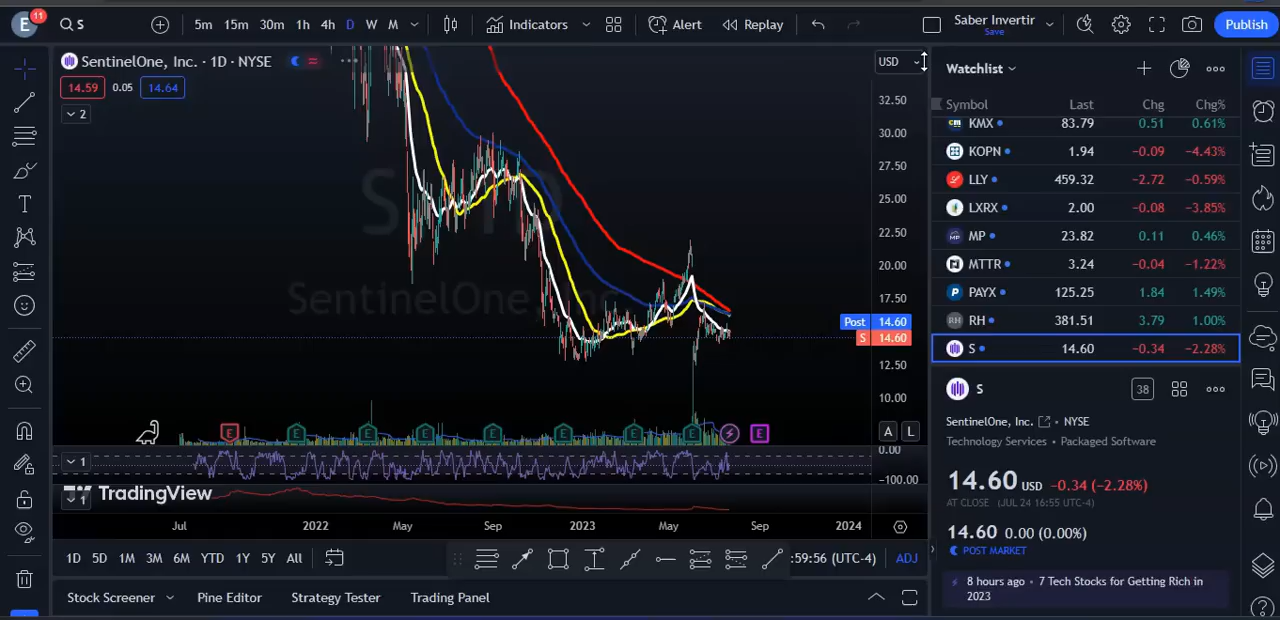 E 11 S 5m 15m 30m 1h 4h D W M Indicators Alert Replay Saber Invertir Publish
Save
SentinelOne, Inc. · 1D · NYSE
14.59 0.05 14.64
2
USD
32.50
30.00
27.50
25.00
22.50
20.00
17.50
Post 14.60
S 14.60
12.50
10.00
A L
SentinelOne, Inc.
E E E E E E E E E
1
0.00
-100.00
1
TradingView
Jul 2022 May Sep 2023 May Sep 2024
1D 5D 1M 3M 6M YTD 1Y 5Y All
:59:56 (UTC-4) ADJ
Stock Screener Pine Editor Strategy Tester Trading Panel
Watchlist
Symbol Last Chg Chg%
KMX 83.79 0.51 0.61%
KOPN 1.94 −0.09 −4.43%
LLY 459.32 −2.72 −0.59%
LXRX 2.00 −0.08 −3.85%
MP 23.82 0.11 0.46%
MTTR 3.24 −0.04 −1.22%
PAYX 125.25 1.84 1.49%
RH RH 381.51 3.79 1.00%
S 14.60 −0.34 −2.28%
S 38
SentinelOne, Inc. • NYSE
Technology Services • Packaged Software
14.60 USD −0.34 (−2.28%)
AT CLOSE (JUL 24 16:55 UTC-4)
14.60 0.00 (0.00%)
POST MARKET
8 hours ago • 7 Tech Stocks for Getting Rich in
2023